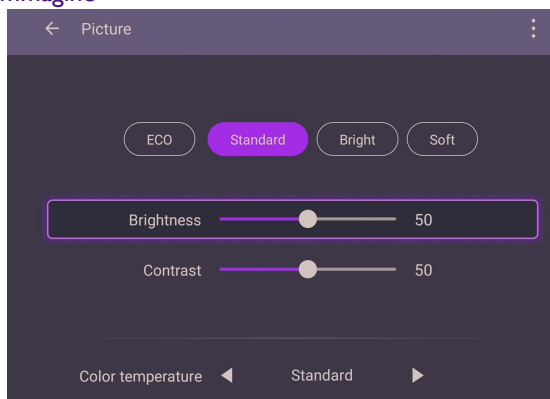 Picture
ECO Standard Bright Soft
Brightness 50
Contrast 50
Color temperature Standard